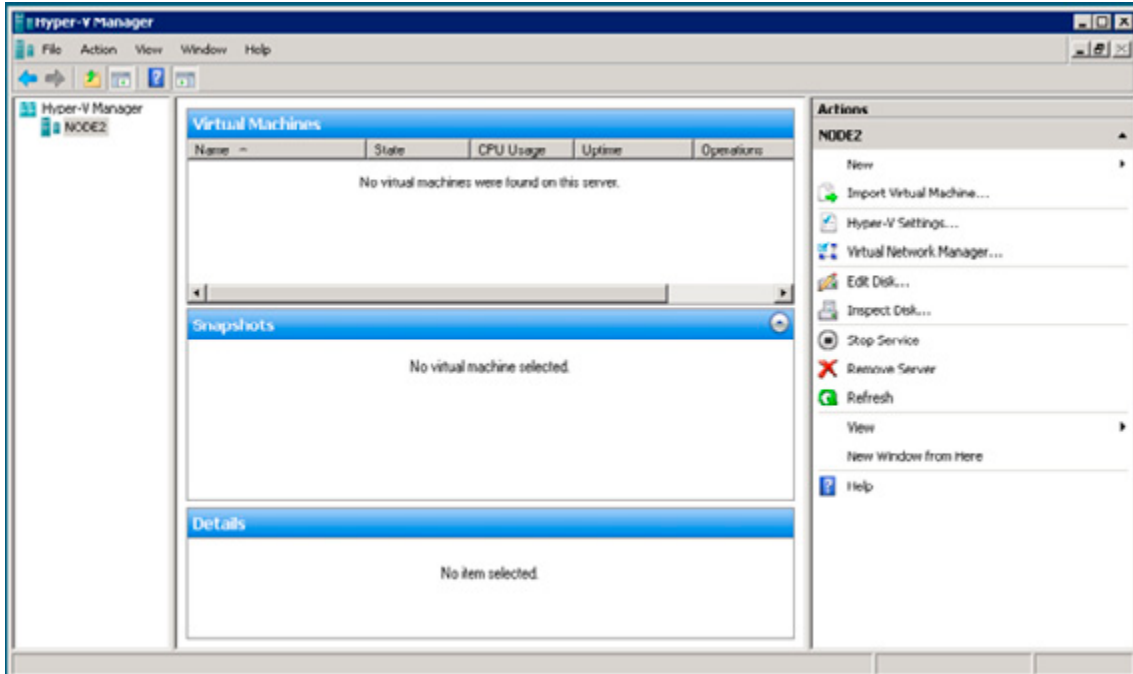 Hyper-V Manager
File Action View Window Help
Hyper-V Manager
NODE2
Virtual Machines
Name State CPU Usage Uptime Operations
No virtual machines were found on this server.
Snapshots
No virtual machine selected.
Details
No item selected.
Actions
NODE2
New
Import Virtual Machine...
Hyper-V Settings...
Virtual Network Manager...
Edit Disk...
Inspect Disk...
Stop Service
Remove Server
Refresh
View
New Window from Here
Help